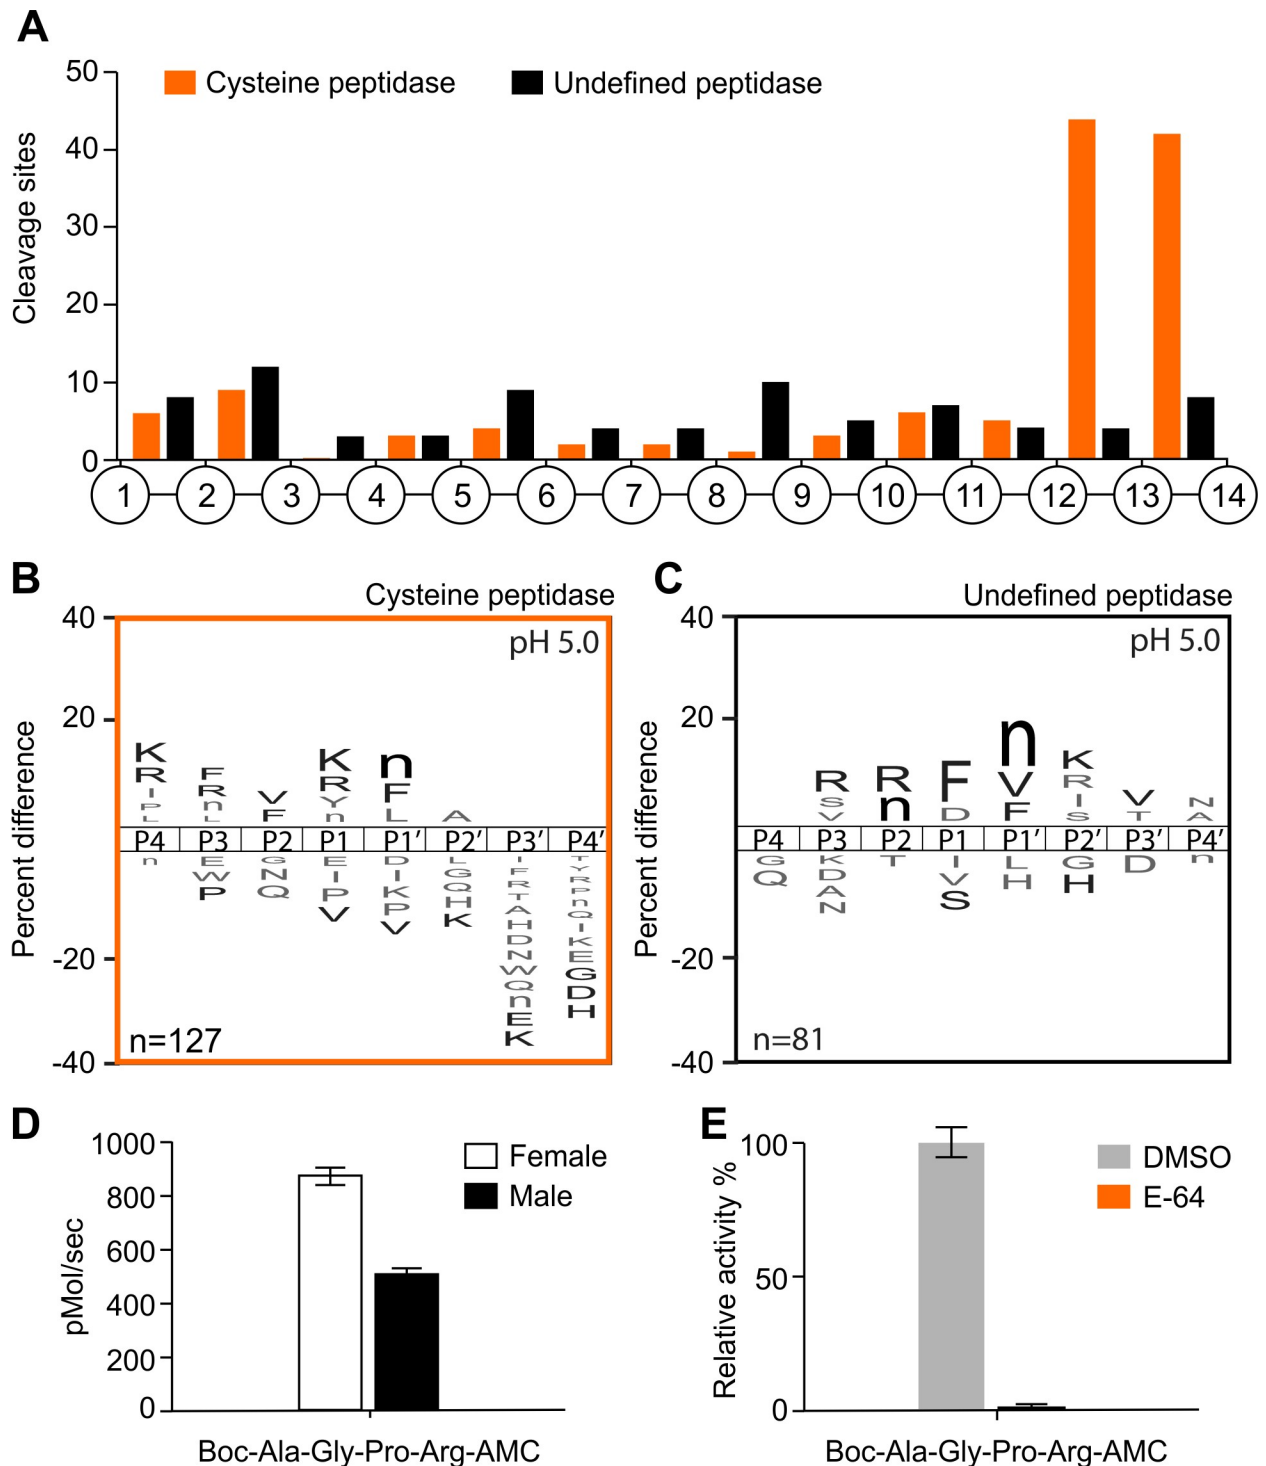 A
Cysteine peptidase
Undefined peptidase
Cleavage sites
50
40
30
20
10
0
1 2 3 4 5 6 7 8 9 10 11 12 13 14
B
Cysteine peptidase
pH 5.0
Percent difference
40
20
-20
-40
K
R
I
P
L
F
R
n
L
V
F
K
R
Y
n
n
F
L
A
P4 P3 P2 P1 P1′ P2′ P3′ P4′
n
E
W
P
G
N
Q
E
I
P
V
D
I
K
P
V
L
G
Q
H
K
I
F
R
T
A
H
D
N
W
Q
n
E
K
T
Y
R
P
n
Q
I
K
E
G
D
H
n=127
C
Undefined peptidase
pH 5.0
Percent difference
40
20
-20
-40
R
S
V
R
n
F
D
n
V
F
K
R
I
S
V
T
N
A
P4 P3 P2 P1 P1′ P2′ P3′ P4′
G
Q
K
D
A
N
T
I
V
S
L
H
G
H
D
n
n=81
D
pMol/sec
1000
800
600
400
200
0
Female
Male
Boc-Ala-Gly-Pro-Arg-AMC
E
Relative activity %
100
50
0
DMSO
E-64
Boc-Ala-Gly-Pro-Arg-AMC